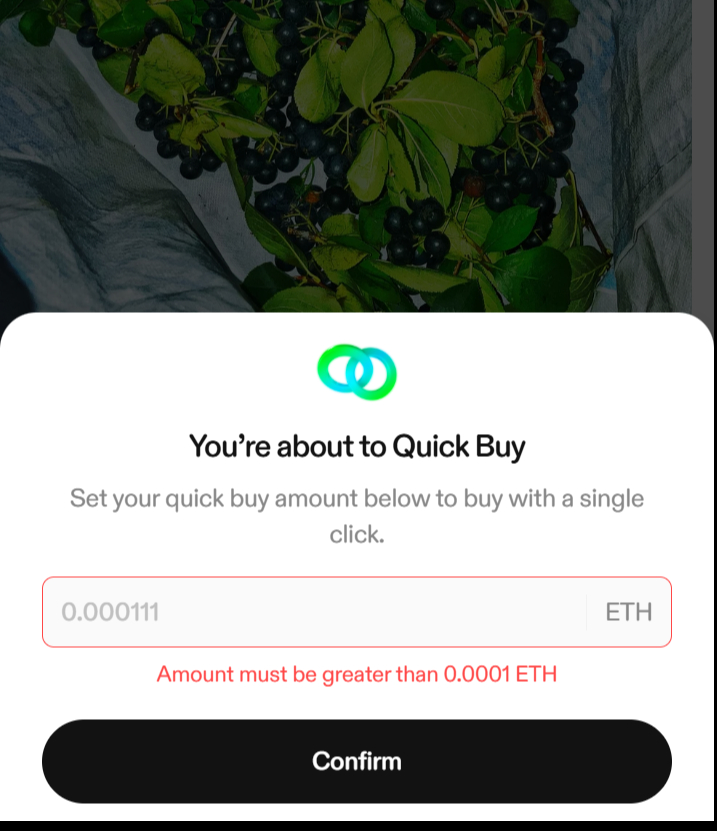 You’re about to Quick Buy
Set your quick buy amount below to buy with a single
click.
0.000111
ETH
Amount must be greater than 0.0001 ETH
Confirm